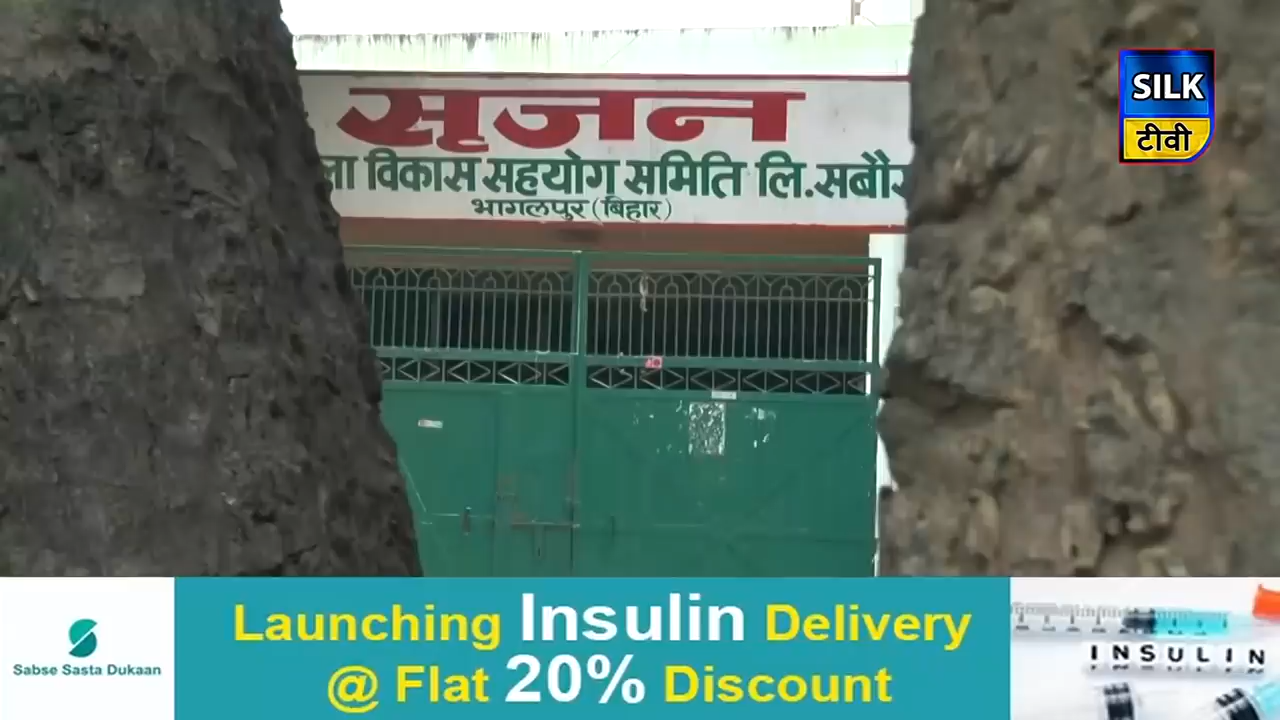 सृजन
ला विकास सहयोग समिति लि.सबौर
भागलपुर (बिहार)
SILK
टीवी
Launching Insulin Delivery
@ Flat 20% Discount
Sabse Sasta Dukaan
INSULIN